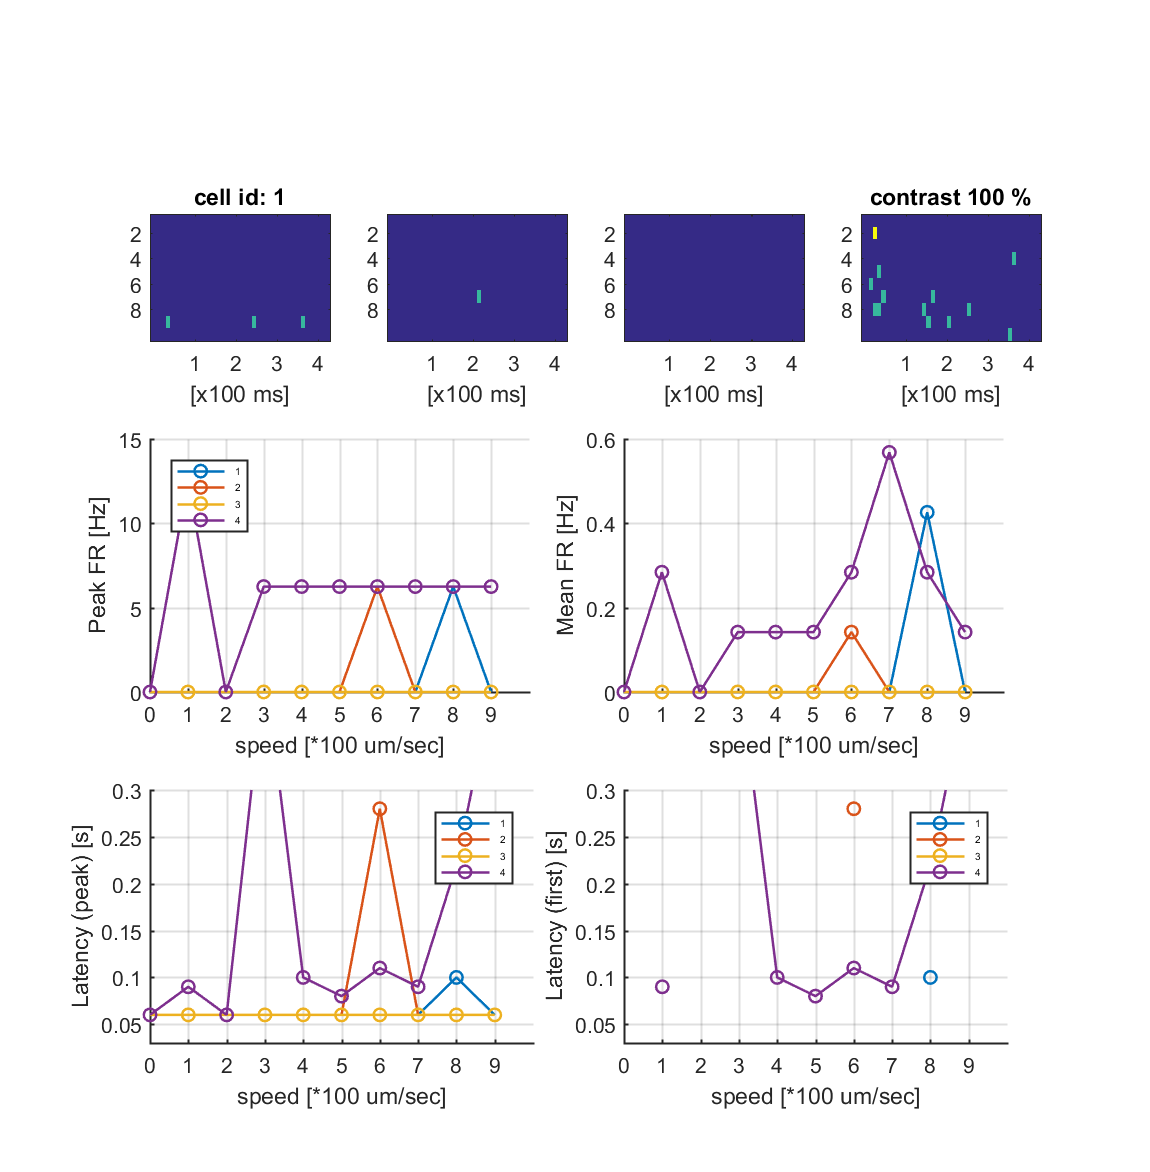 cell id: 1
contrast 100 %
2
4
6
8
1 2 3 4
[x100 ms]
2
4
6
8
1 2 3 4
[x100 ms]
2
4
6
8
1 2 3 4
[x100 ms]
2
4
6
8
1 2 3 4
[x100 ms]
Peak FR [Hz]
15
10
5
0
1
2
3
4
0 1 2 3 4 5 6 7 8 9
speed [*100 um/sec]
Mean FR [Hz]
0.6
0.4
0.2
0
0 1 2 3 4 5 6 7 8 9
speed [*100 um/sec]
Latency (peak) [s]
0.3
0.25
0.2
0.15
0.1
0.05
1
2
3
4
0 1 2 3 4 5 6 7 8 9
speed [*100 um/sec]
Latency (first) [s]
0.3
0.25
0.2
0.15
0.1
0.05
1
2
3
4
0 1 2 3 4 5 6 7 8 9
speed [*100 um/sec]